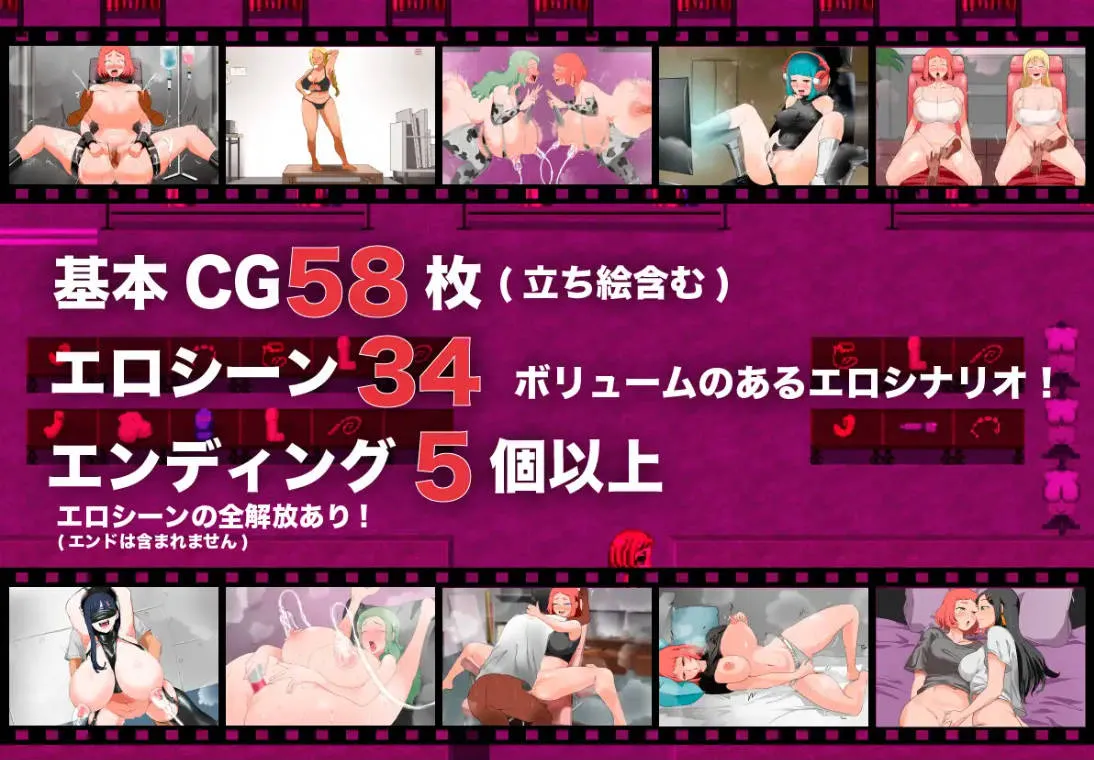 基本CG58枚(立ち絵含む)
エロシーン34 ボリュームのあるエロシナリオ！
エンディング5個以上
エロシーンの全解放あり！
(エンドは含まれません)